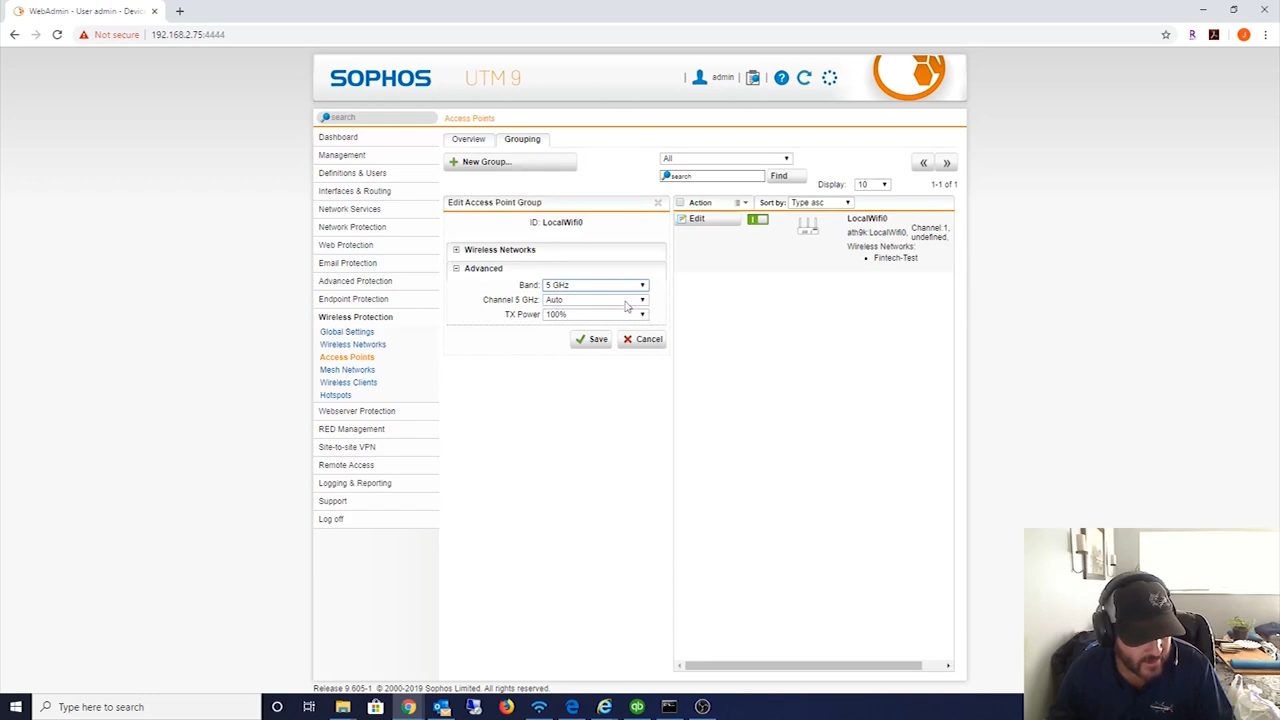 WebAdmin - User admin - Devic
Not secure
192.168.2.75:4444
R
J
SOPHOS
UTM 9
admin
?
search
Dashboard
Management
Definitions & Users
Interfaces & Routing
Network Services
Network Protection
Web Protection
Email Protection
Advanced Protection
Endpoint Protection
Wireless Protection
Global Settings
Wireless Networks
Access Points
Mesh Networks
Wireless Clients
Hotspots
Webserver Protection
RED Management
Site-to-site VPN
Remote Access
Logging & Reporting
Support
Log off
Access Points
Overview
Grouping
+ New Group...
All
search
Find
Display: 10
1-1 of 1
Edit Access Point Group
ID: LocalWifi0
Wireless Networks
Advanced
Band: 5 GHz
Channel 5 GHz: Auto
TX Power 100%
Save
Cancel
Action
Sort by: Type asc
Edit
LocalWifi0
ath9k:LocalWifi0, Channel:1, undefined,
Wireless Networks:
Fintech-Test
Release 9.605-1 © 2000-2019 Sophos Limited. All rights reserved.
Type here to search